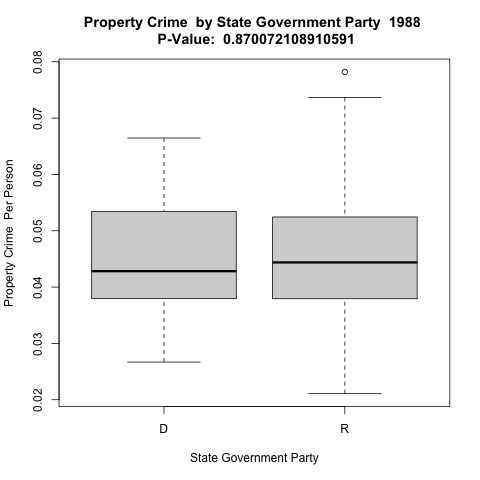 Property Crime  by State Government Party  1988
P-Value:  0.870072108910591
Property Crime  Per Person
0.08
0.07
0.06
0.05
0.04
0.03
0.02
D
R
State Government Party